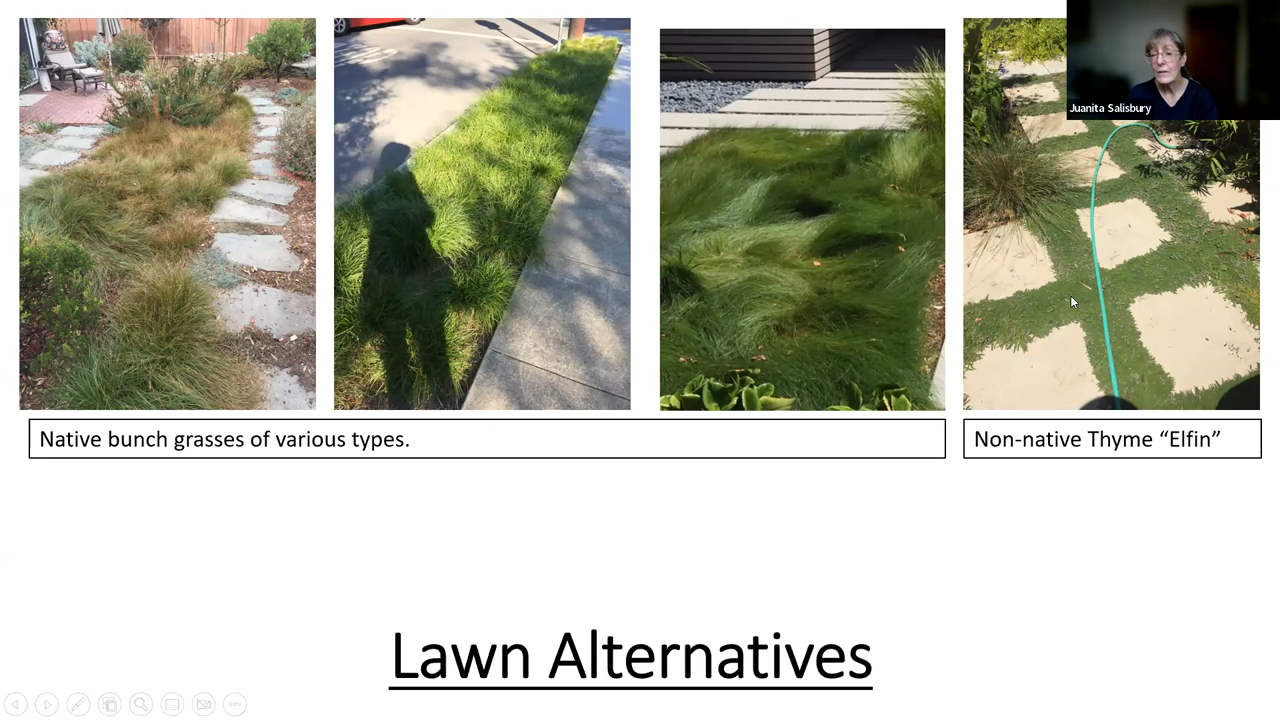 Juanita Salisbury
Native bunch grasses of various types.
Non-native Thyme “Elfin”
Lawn Alternatives